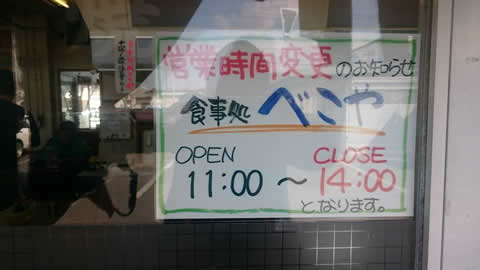 営業時間変更のお知らせ
食事処 べこや
OPEN CLOSE
11:00 ～ 14:00
となります。